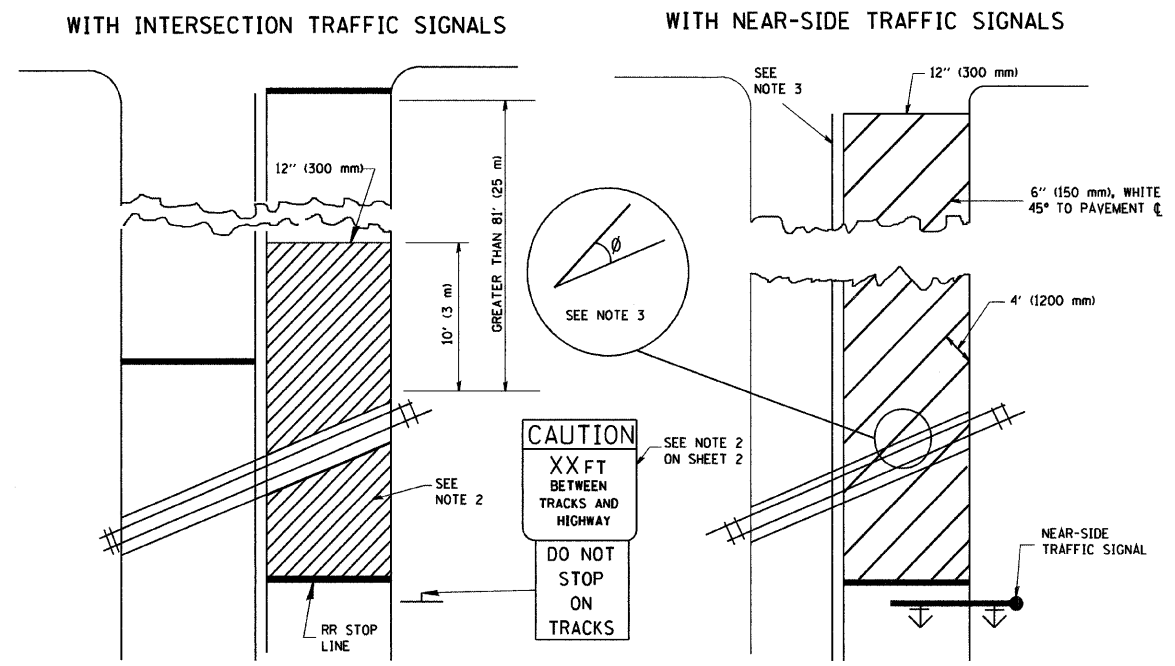 WITH INTERSECTION TRAFFIC SIGNALS
12" (300 mm)
GREATER THAN 81' (25 m)
10' (3 m)
SEE
NOTE 2
RR STOP
LINE
CAUTION
XX FT
BETWEEN
TRACKS AND
HIGHWAY
DO NOT
STOP
ON
TRACKS
SEE NOTE 2
ON SHEET 2
Ø
SEE NOTE 3
WITH NEAR-SIDE TRAFFIC SIGNALS
SEE
NOTE 3
12" (300 mm)
6" (150 mm), WHITE
45° TO PAVEMENT ℄
4' (1200 mm)
NEAR-SIDE
TRAFFIC SIGNAL